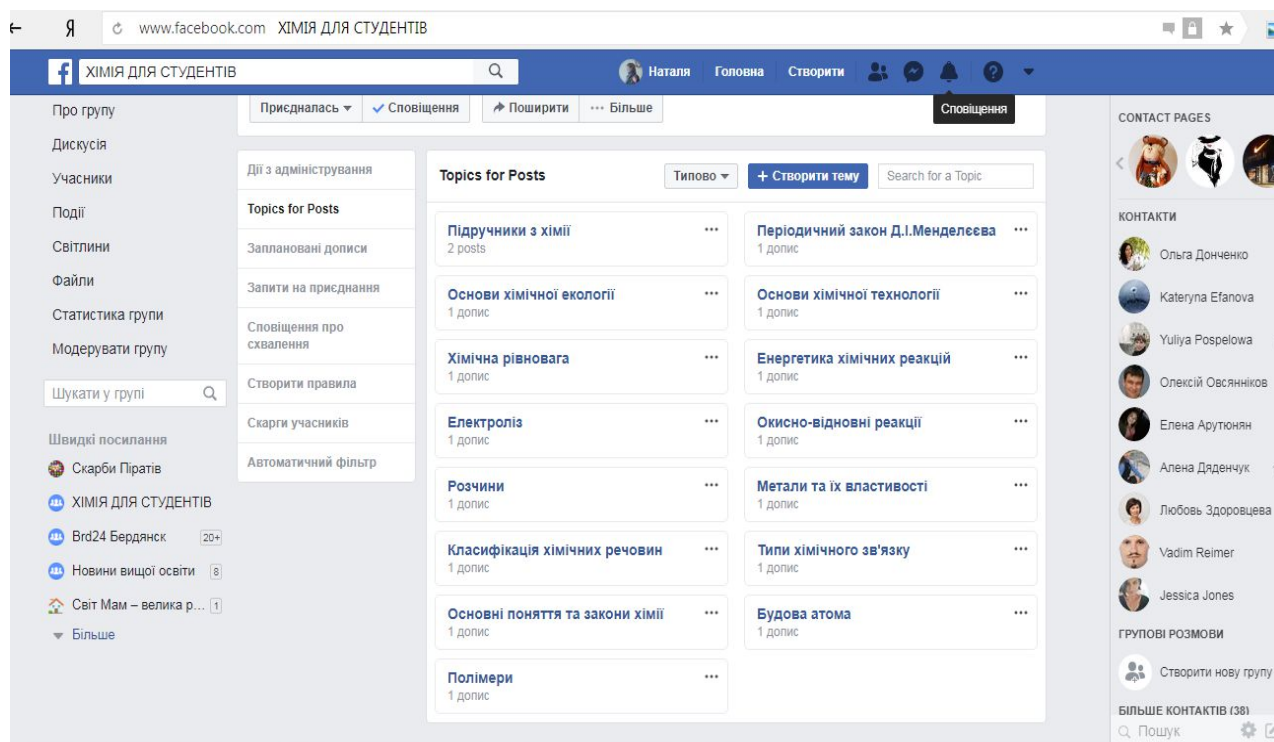 Я www.facebook.com ХІМІЯ ДЛЯ СТУДЕНТІВ
f ХІМІЯ ДЛЯ СТУДЕНТІВ Наталя Головна Створити
Сповіщення
Про групу
Дискусія
Учасники
Події
Світлини
Файли
Статистика групи
Модерувати групу
Шукати у групі
Швидкі посилання
Скарби Піратів
ХІМІЯ ДЛЯ СТУДЕНТІВ
Brd24 Бердянск 20+
Новини вищої освіти 8
Світ Мам – велика р... 1
Більше
Приєдналась Сповіщення Поширити Більше
Дії з адміністрування
Topics for Posts
Заплановані дописи
Запити на приєднання
Сповіщення про
схвалення
Створити правила
Скарги учасників
Автоматичний фільтр
Topics for Posts Типово + Створити тему Search for a Topic
Підручники з хімії
2 posts
Періодичний закон Д.І.Менделєєва
1 допис
Основи хімічної екології
1 допис
Основи хімічної технології
1 допис
Хімічна рівновага
1 допис
Енергетика хімічних реакцій
1 допис
Електроліз
1 допис
Окисно-відновні реакції
1 допис
Розчини
1 допис
Метали та їх властивості
1 допис
Класифікація хімічних речовин
1 допис
Типи хімічного зв'язку
1 допис
Основні поняття та закони хімії
1 допис
Будова атома
1 допис
Полімери
1 допис
CONTACT PAGES
КОНТАКТИ
Ольга Донченко
Kateryna Efanova
Yuliya Pospelowa
Олексій Овсянніков
Елена Арутюнян
Алена Дяденчук
Любовь Здоровцева
Vadim Reimer
Jessica Jones
ГРУПОВІ РОЗМОВИ
Створити нову групу
БІЛЬШЕ КОНТАКТІВ (38)
Пошук